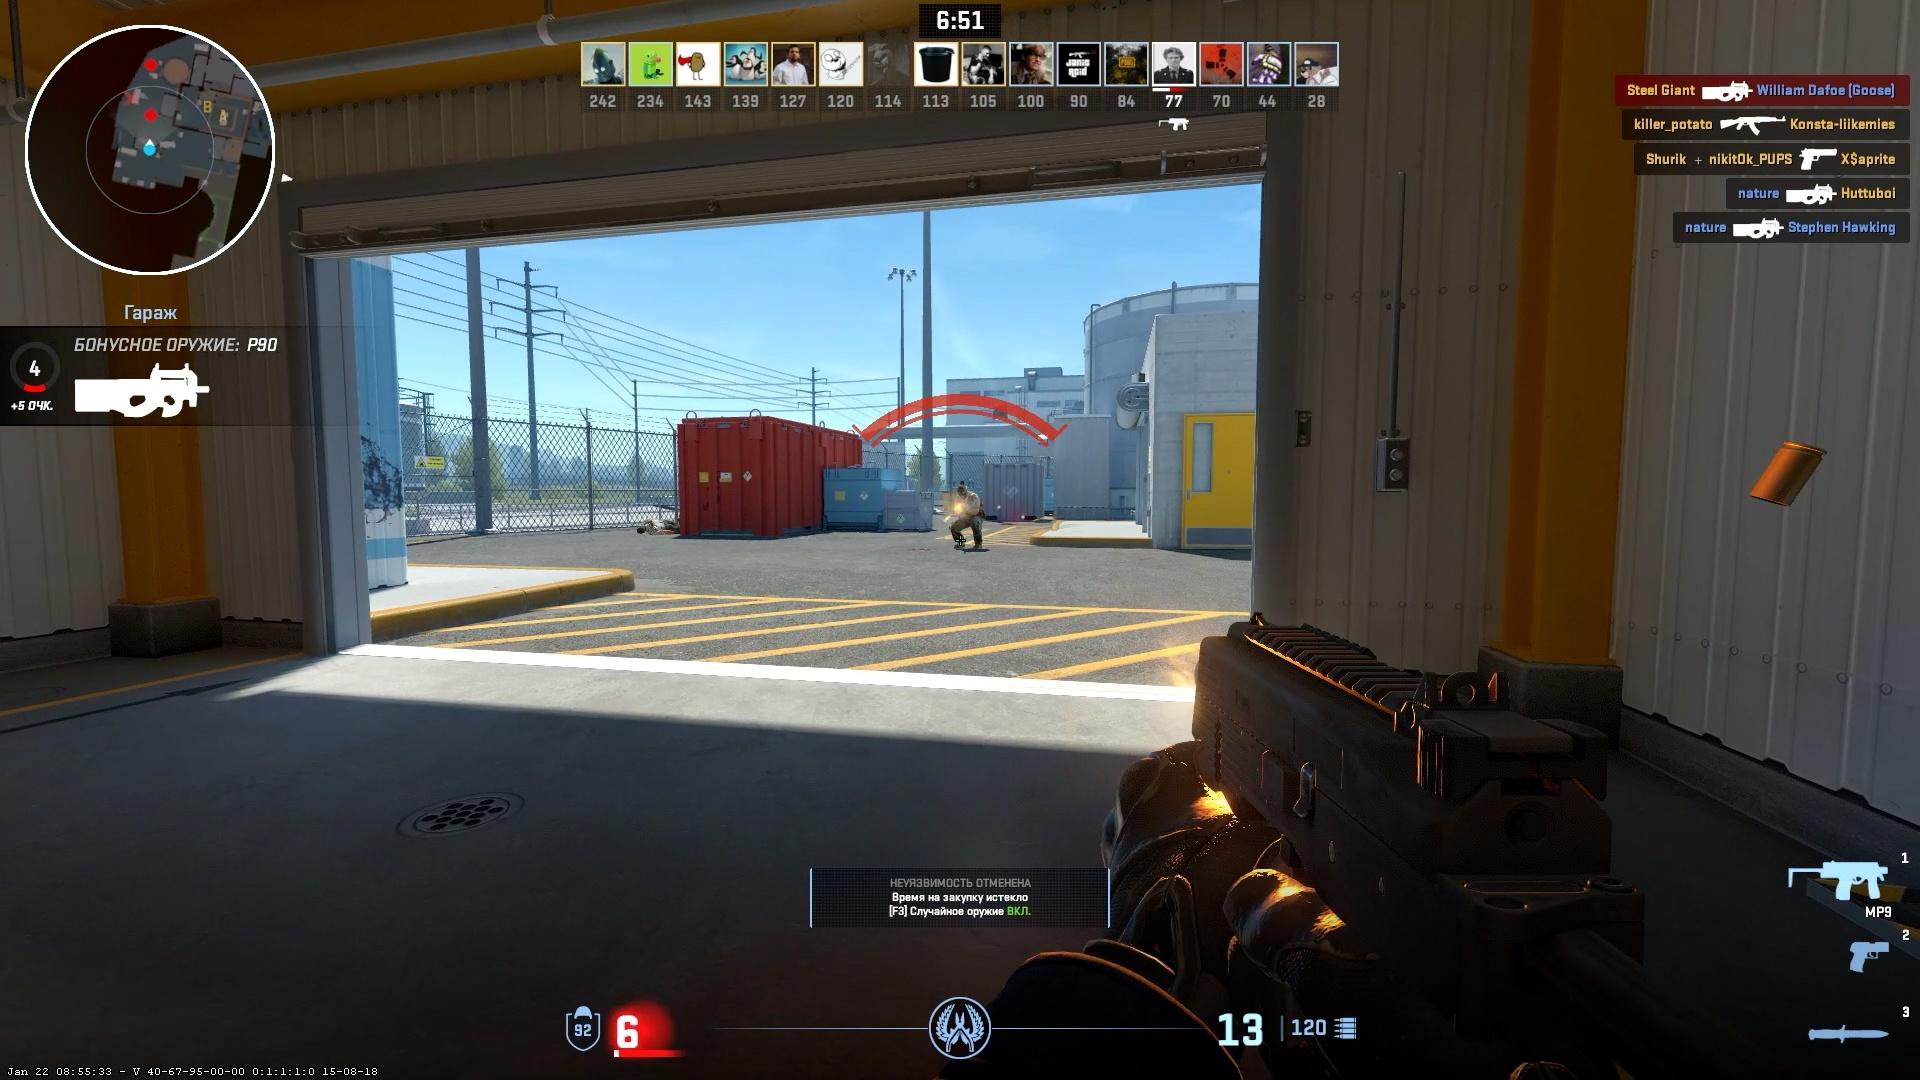 6:51
242 234 143 139 127 120 114 113 105 100 90 84 77 70 44 28
B
A
Steel Giant William Dafoe (Goose)
killer_potato Konsta-liikemies
Shurik + nikitOk_PUPS X$aprite
nature Huttuboi
nature Stephen Hawking
Гараж
БОНУСНОЕ ОРУЖИЕ: P90
4
+5 ОЧК.
НЕУЯЗВИМОСТЬ ОТМЕНЕНА
Время на закупку истекло
[F3] Случайное оружие ВКЛ.
1
MP9
2
3
92
6
13 120
Jan 22 08:55:33 - V 40-67-95-00-00 0:1:1:1:0 15-08-18